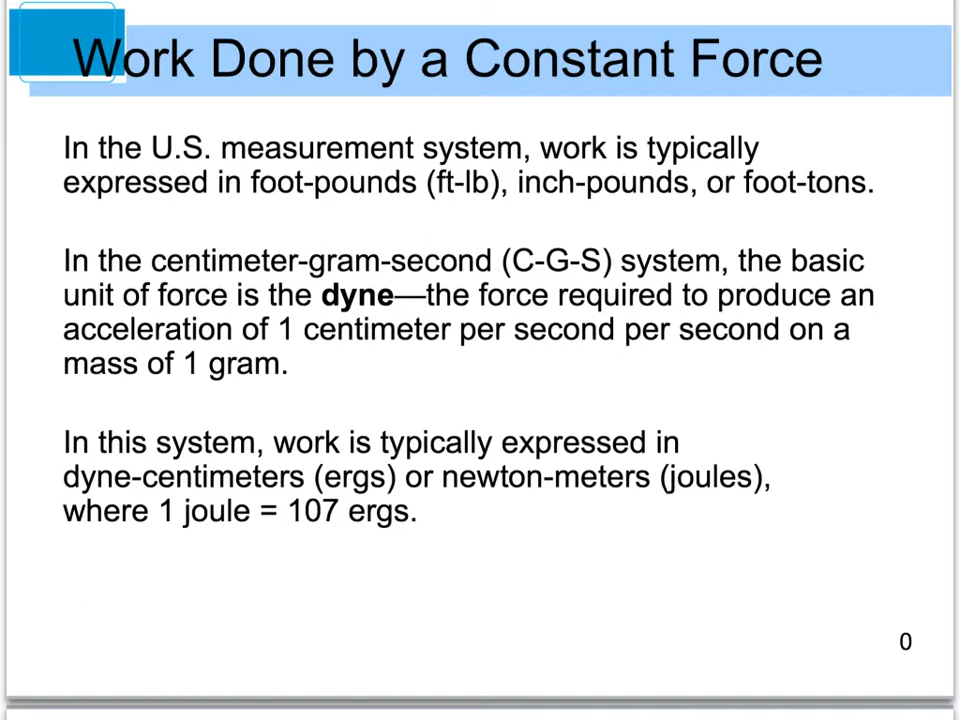 Work Done by a Constant Force
In the U.S. measurement system, work is typically
expressed in foot-pounds (ft-lb), inch-pounds, or foot-tons.
In the centimeter-gram-second (C-G-S) system, the basic
unit of force is the dyne—the force required to produce an
acceleration of 1 centimeter per second per second on a
mass of 1 gram.
In this system, work is typically expressed in
dyne-centimeters (ergs) or newton-meters (joules),
where 1 joule = 107 ergs.
0